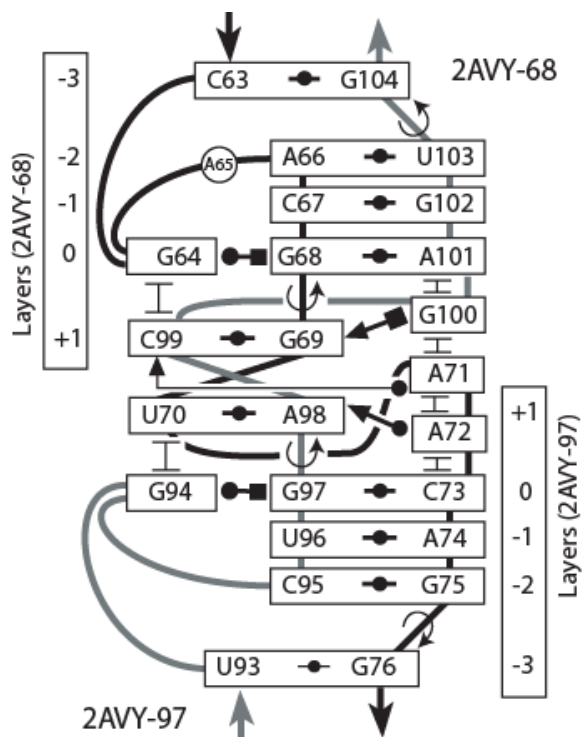 2AVY-68
-3 C63 G104
A65
-2 A66 U103
-1 C67 G102
0 G64 G68 A101
G100
+1 C99 G69
A71
U70 A98 +1
A72
G94 G97 C73 0
U96 A74 -1
C95 G75 -2
U93 G76 -3
2AVY-97
Layers (2AVY-68)
Layers (2AVY-97)